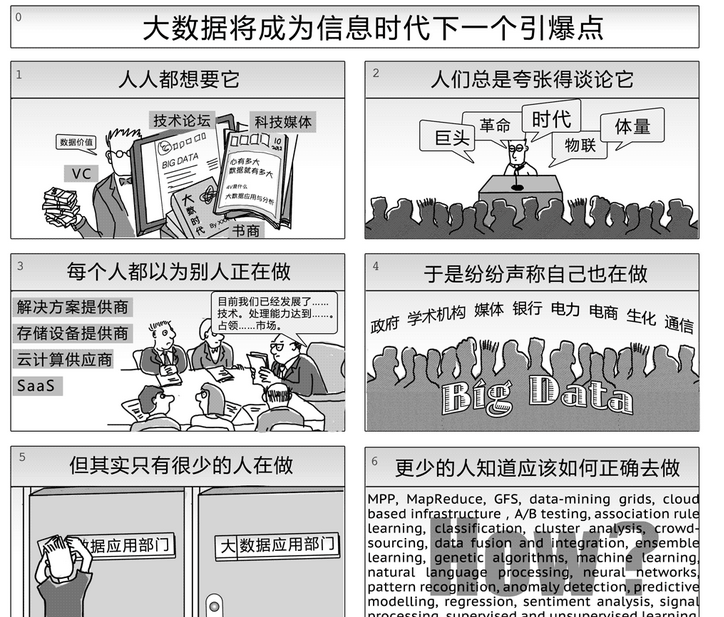 0
大数据将成为信息时代下一个引爆点
1
人人都想要它
技术论坛
科技媒体
数据价值
VC
BIG DATA
10
心有多大
数据就有多大
4V是什么
大数据应用与分析
大数据时代
书商
2
人们总是夸张得谈论它
巨头
革命
时代
物联
体量
3
每个人都以为别人正在做
解决方案提供商
存储设备提供商
云计算供应商
SaaS
目前我们已经发展了……
技术。处理能力达到……。
占领……市场。
4
于是纷纷声称自己也在做
政府 学术机构 媒体 银行 电力 电商 生化 通信
Big Data
5
但其实只有很少的人在做
数据应用部门
大数据应用部门
6
更少的人知道应该如何正确去做
HOW?
MPP, MapReduce, GFS, data-mining grids, cloud
based infrastructure , A/B testing, association rule
learning, classification, cluster analysis, crowd-
sourcing, data fusion and integration, ensemble
learning, genetic algorithms, machine learning,
natural language processing, neural networks,
pattern recognition, anomaly detection, predictive
modelling, regression, sentiment analysis, signal
processing, supervised and unsupervised learning,